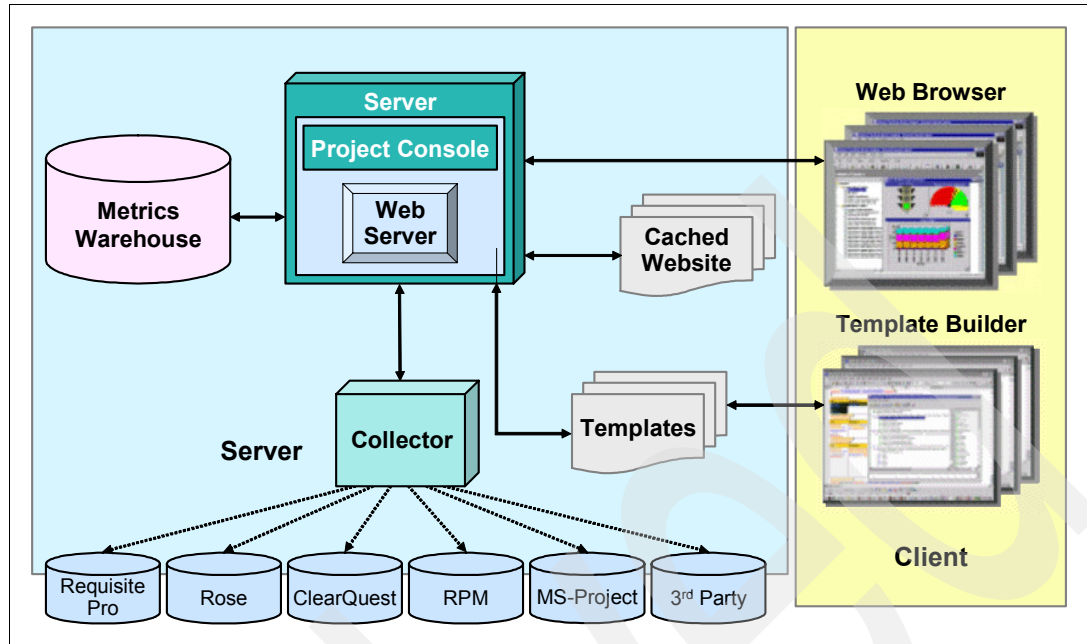 Server
Project Console
Web
Server
Metrics
Warehouse
Cached
Website
Web Browser
Template Builder
Templates
Collector
Server
Client
Requisite
Pro
Rose
ClearQuest
RPM
MS-Project
3rd Party